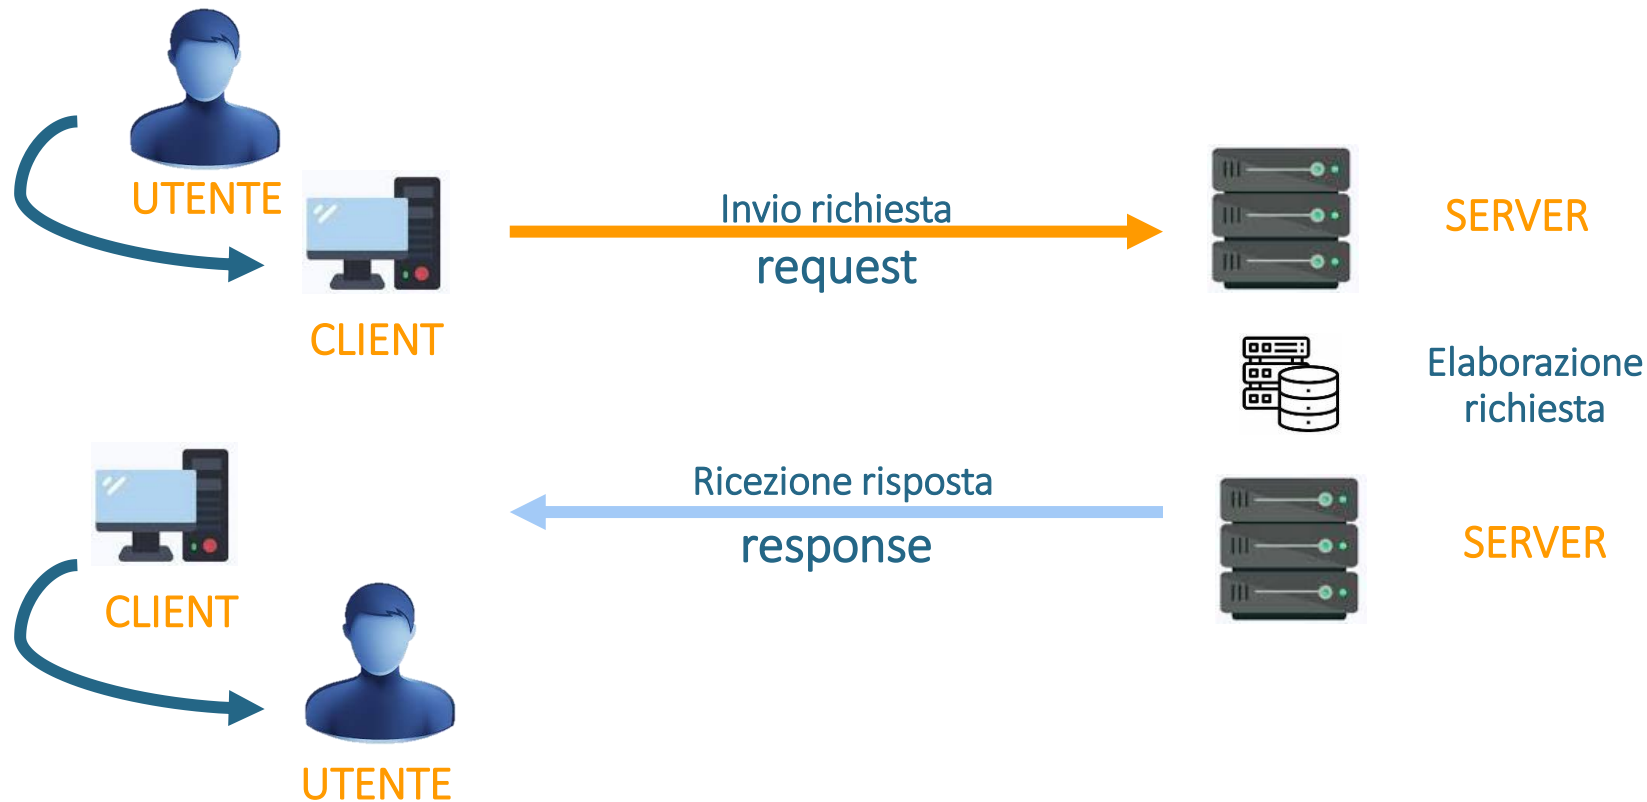 UTENTE
CLIENT
Invio richiesta
request
SERVER
Elaborazione
richiesta
Ricezione risposta
response
SERVER
CLIENT
UTENTE